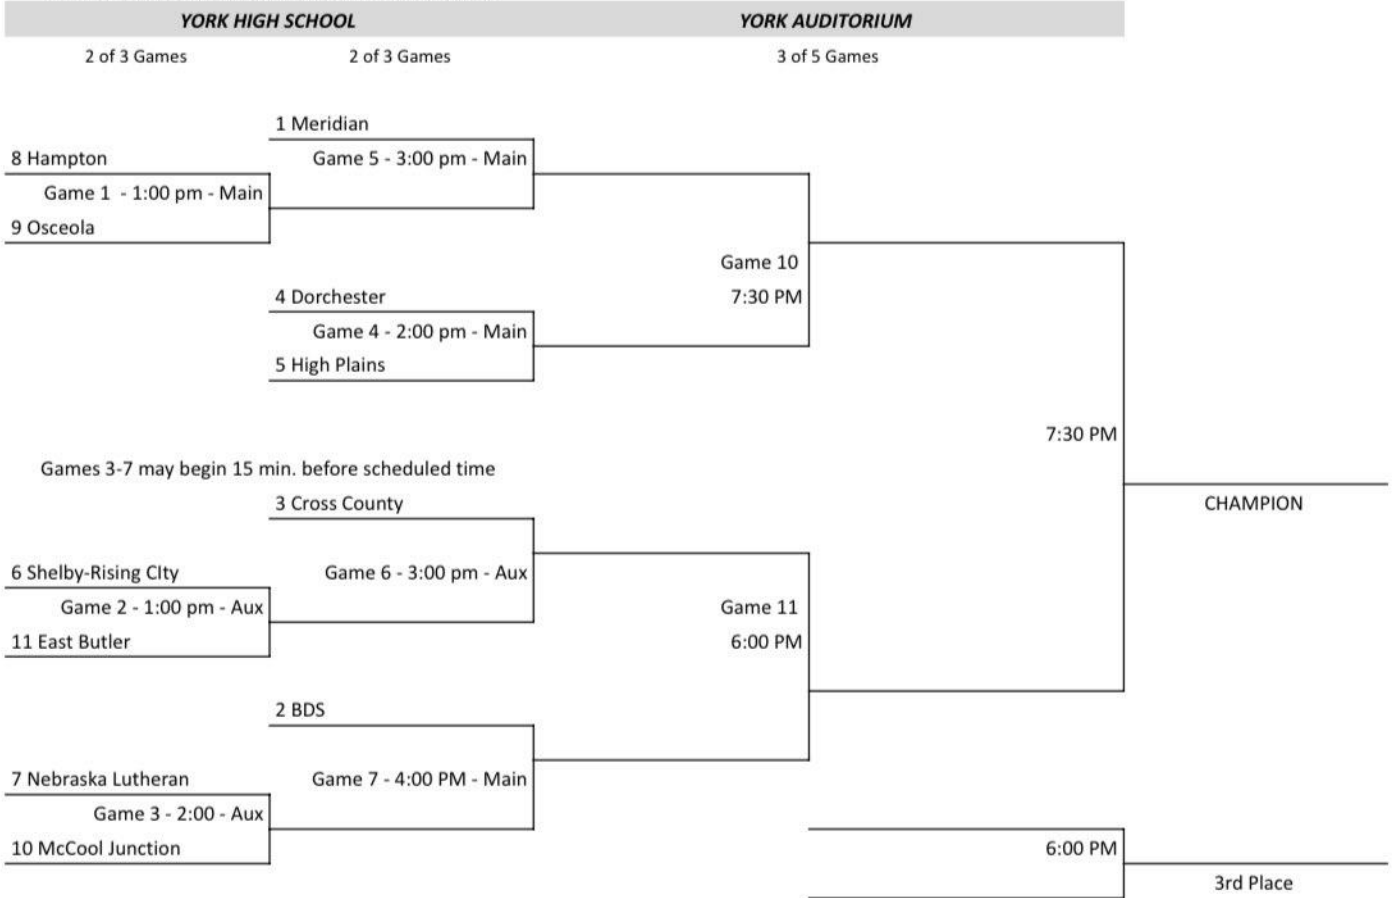 YORK HIGH SCHOOL YORK AUDITORIUM
2 of 3 Games 2 of 3 Games 3 of 5 Games
1 Meridian
8 Hampton
Game 5 - 3:00 pm - Main
Game 1 - 1:00 pm - Main
9 Osceola
Game 10
4 Dorchester
7:30 PM
Game 4 - 2:00 pm - Main
5 High Plains
7:30 PM
Games 3-7 may begin 15 min. before scheduled time
3 Cross County
CHAMPION
6 Shelby-Rising CIty
Game 6 - 3:00 pm - Aux
Game 2 - 1:00 pm - Aux
Game 11
11 East Butler
6:00 PM
2 BDS
7 Nebraska Lutheran
Game 7 - 4:00 PM - Main
Game 3 - 2:00 - Aux
10 McCool Junction
6:00 PM
3rd Place